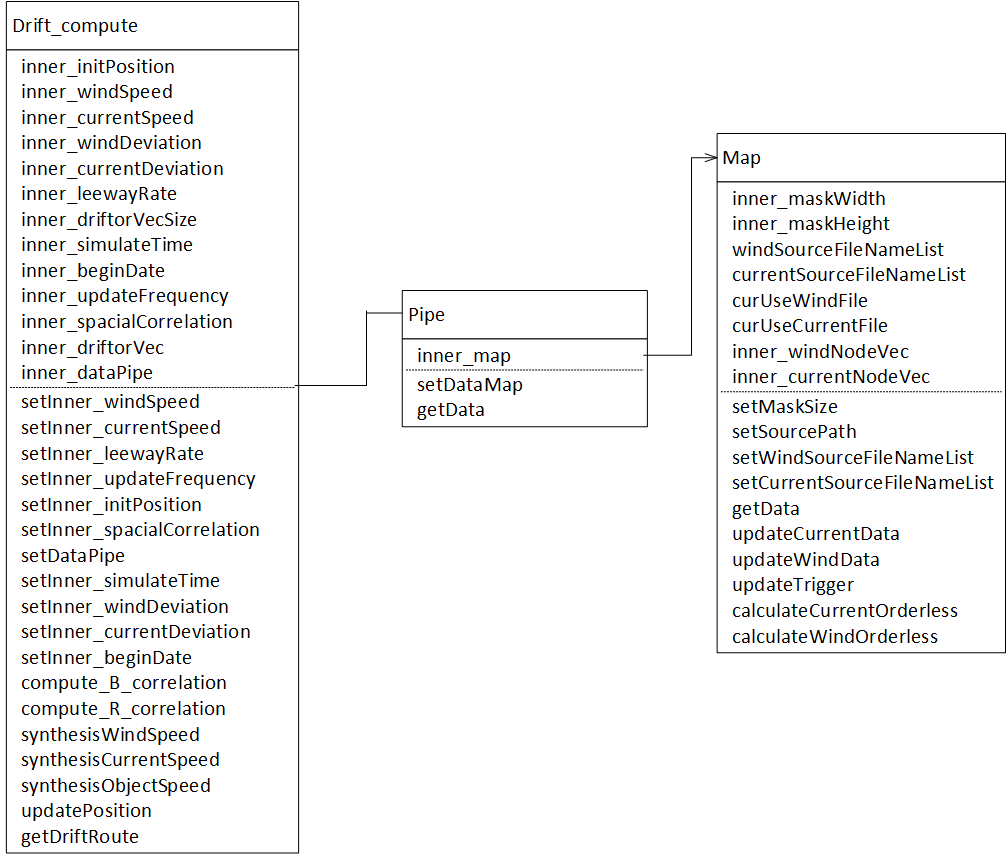 Drift_compute
inner_initPosition
inner_windSpeed
inner_currentSpeed
inner_windDeviation
inner_currentDeviation
inner_leewayRate
inner_driftorVecSize
inner_simulateTime
inner_beginDate
inner_updateFrequency
inner_spacialCorrelation
inner_driftorVec
inner_dataPipe
setInner_windSpeed
setInner_currentSpeed
setInner_leewayRate
setInner_updateFrequency
setInner_initPosition
setInner_spacialCorrelation
setDataPipe
setInner_simulateTime
setInner_windDeviation
setInner_currentDeviation
setInner_beginDate
compute_B_correlation
compute_R_correlation
synthesisWindSpeed
synthesisCurrentSpeed
synthesisObjectSpeed
updatePosition
getDriftRoute
Pipe
inner_map
setDataMap
getData
Map
inner_maskWidth
inner_maskHeight
windSourceFileNameList
currentSourceFileNameList
curUseWindFile
curUseCurrentFile
inner_windNodeVec
inner_currentNodeVec
setMaskSize
setSourcePath
setWindSourceFileNameList
setCurrentSourceFileNameList
getData
updateCurrentData
updateWindData
updateTrigger
calculateCurrentOrderless
calculateWindOrderless